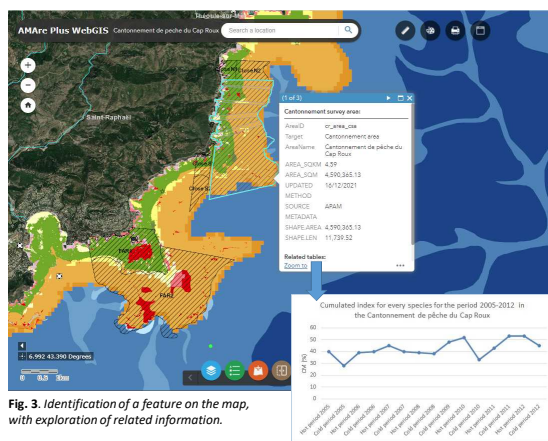 Théoule-sur-M
AMAre Plus WebGIS Cantonnement de peche du Cap Roux
Search a location
Saint-Raphaël
(1 of 3)
Cantonnement survey area:
AreaID cr_area_csa
Target Cantonnement area
AreaName Cantonnement de pêche du
Cap Roux
AREA_SQKM 4.59
AREA_SQM 4,590,365.13
UPDATED 16/12/2021
METHOD
SOURCE APAM
METADATA
SHAPE.AREA 4,590,365.13
SHAPE.LEN 11,739.52
Related tables:
Zoom to
FAR2
6.992 43.390 Degrees
0 0.6 1km
Fig. 3. Identification of a feature on the map,
with exploration of related information.
Cumulated index for every species for the period 2005-2012 in
the Cantonnement de pêche du Cap Roux
CM (%)
60
50
40
30
20
10
0
Hot period 2005
Cold period 2005
Hot period 2006
Cold period 2006
Hot period 2007
Cold period 2007
Hot period 2008
Cold period 2009
Hot period 2009
Cold period 2010
Hot period 2010
Cold period 2011
Hot period 2011
Cold period 2012
Hot period 2012